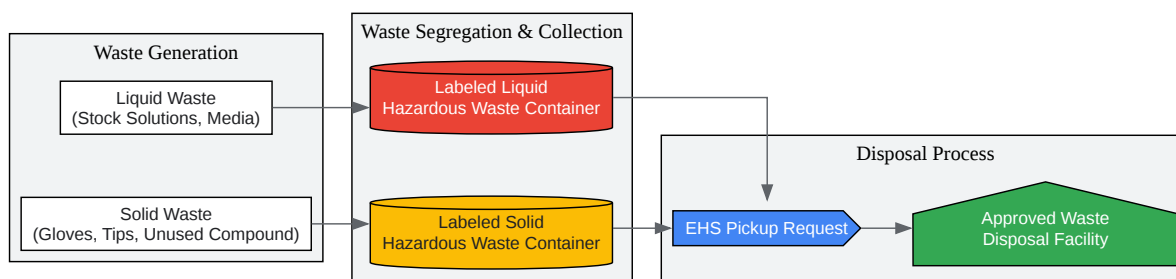 Waste Generation
Liquid Waste
(Stock Solutions, Media)
Solid Waste
(Gloves, Tips, Unused Compound)
Waste Segregation & Collection
Labeled Liquid
Hazardous Waste Container
Labeled Solid
Hazardous Waste Container
Disposal Process
EHS Pickup Request
Approved Waste
Disposal Facility